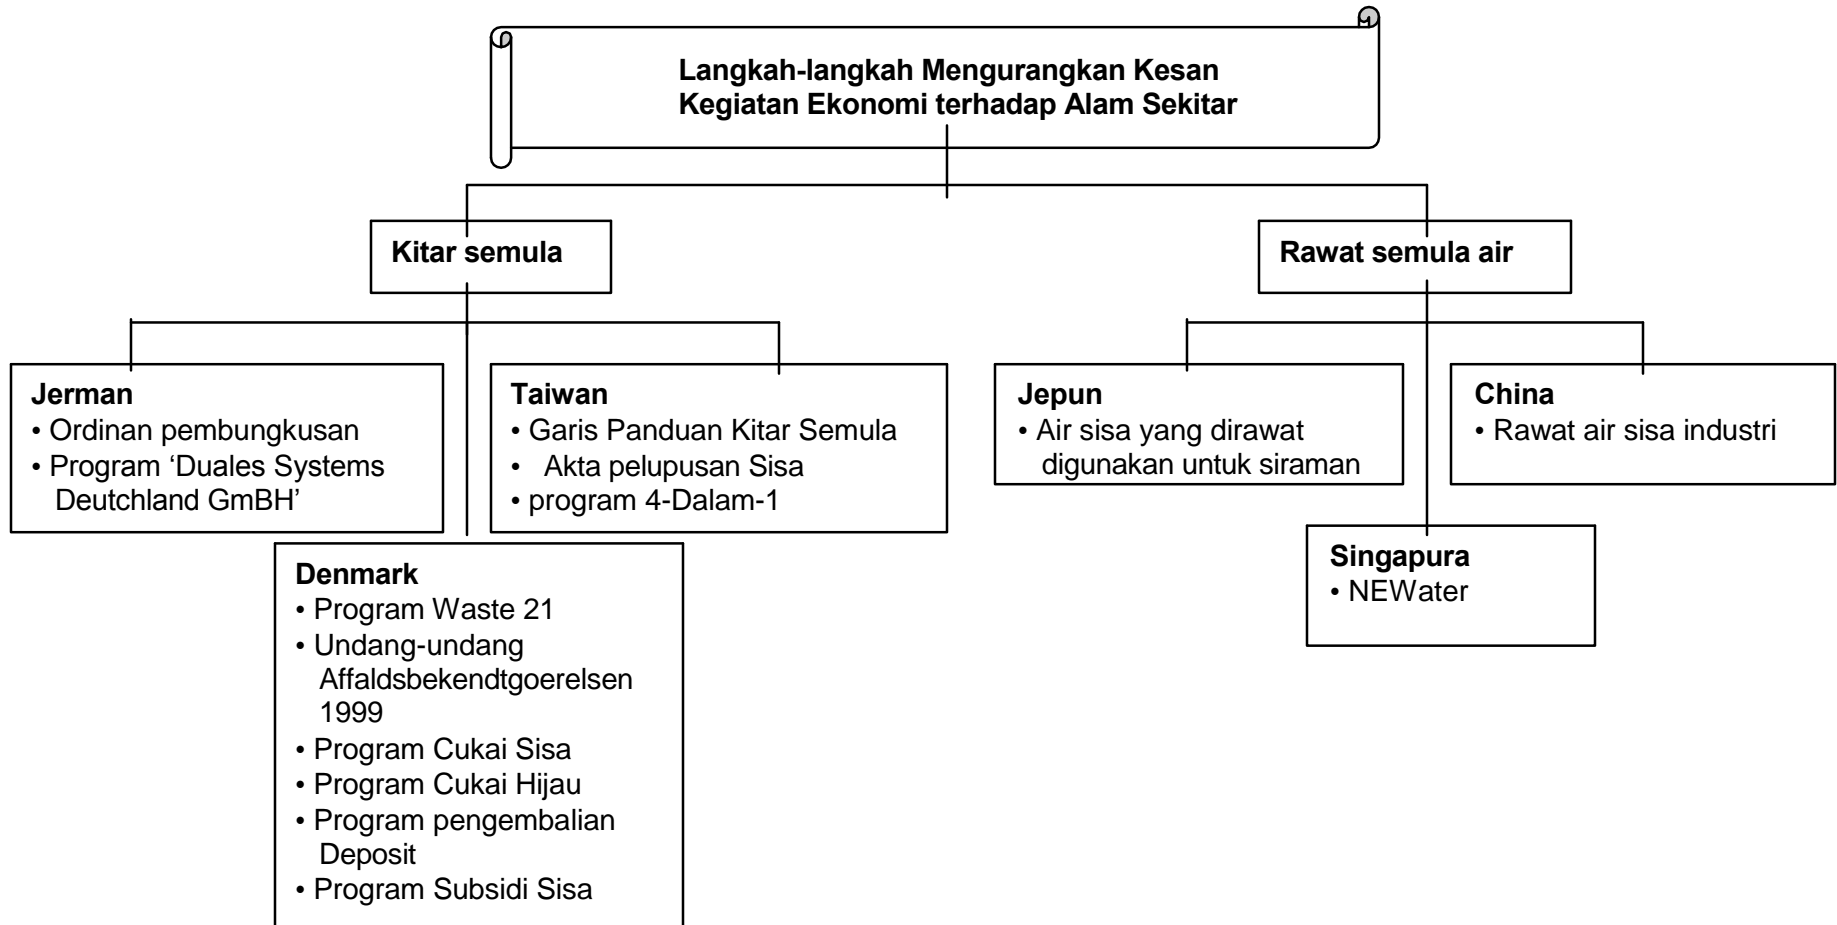 Langkah-langkah Mengurangkan Kesan
Kegiatan Ekonomi terhadap Alam Sekitar
Kitar semula
Rawat semula air
Jerman
• Ordinan pembungkusan
• Program ‘Duales Systems
Deutchland GmBH’
Taiwan
• Garis Panduan Kitar Semula
• Akta pelupusan Sisa
• program 4-Dalam-1
Denmark
• Program Waste 21
• Undang-undang
Affaldsbekendtgoerelsen
1999
• Program Cukai Sisa
• Program Cukai Hijau
• Program pengembalian
Deposit
• Program Subsidi Sisa
Jepun
• Air sisa yang dirawat
digunakan untuk siraman
China
• Rawat air sisa industri
Singapura
• NEWater